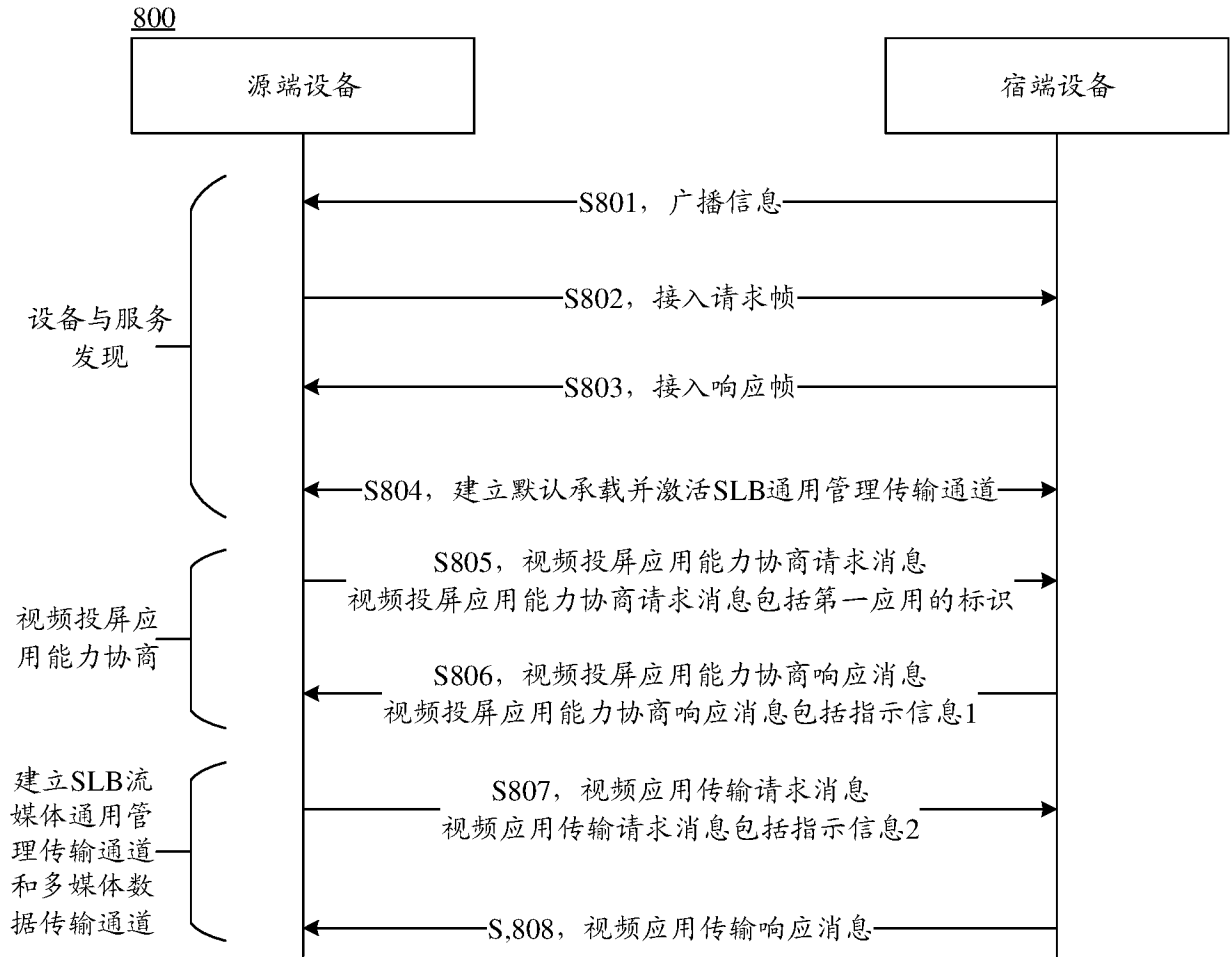 800
源端设备
宿端设备
S801，广播信息
S802，接入请求帧
设备与服务
发现
S803，接入响应帧
S804，建立默认承载并激活SLB通用管理传输通道
S805，视频投屏应用能力协商请求消息
视频投屏应用能力协商请求消息包括第一应用的标识
视频投屏应
用能力协商
S806，视频投屏应用能力协商响应消息
视频投屏应用能力协商响应消息包括指示信息1
建立SLB流
媒体通用管
理传输通道
和多媒体数
据传输通道
S807，视频应用传输请求消息
视频应用传输请求消息包括指示信息2
S,808，视频应用传输响应消息